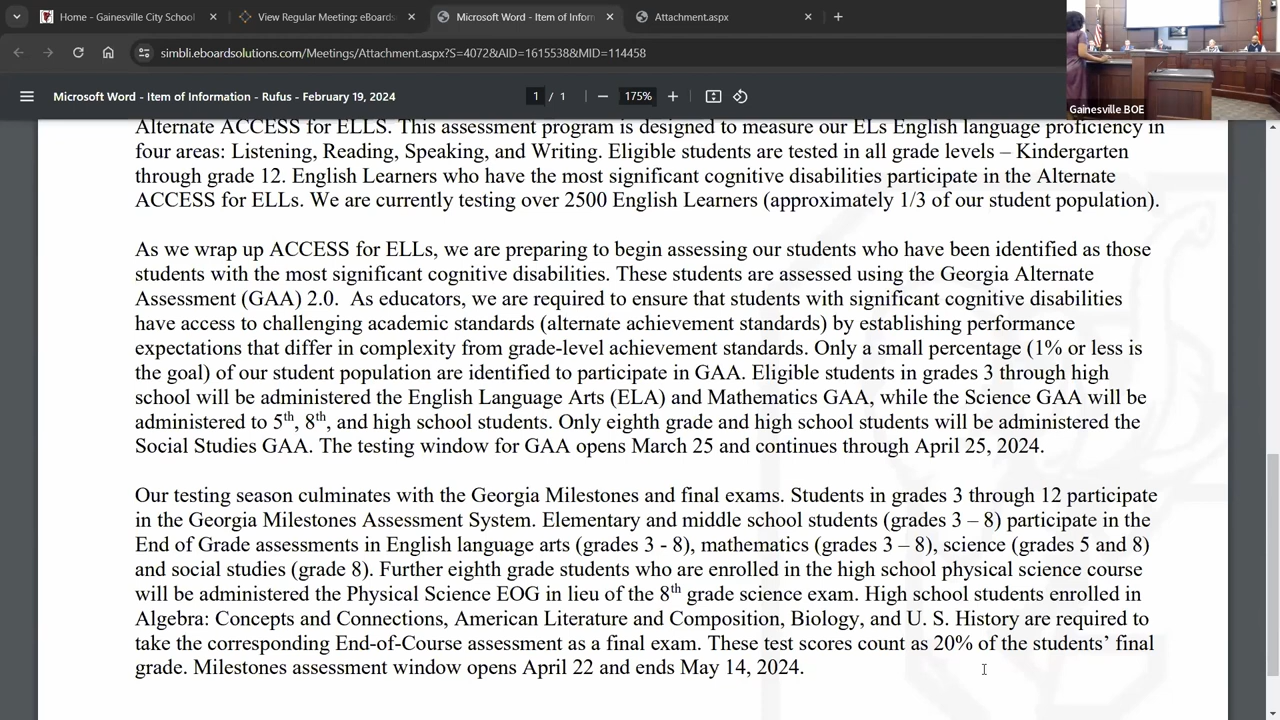 Home - Gainesville City School
View Regular Meeting: eBoards
Microsoft Word - Item of Inforn
Attachment.aspx
simbli.eboardsolutions.com/Meetings/Attachment.aspx?S=4072&AID=1615538&MID=114458
Microsoft Word - Item of Information - Rufus - February 19, 2024
1 / 1
175%
Gainesville BOE
Alternate ACCESS for ELLS. This assessment program is designed to measure our ELs English language proficiency in
four areas: Listening, Reading, Speaking, and Writing. Eligible students are tested in all grade levels – Kindergarten
through grade 12. English Learners who have the most significant cognitive disabilities participate in the Alternate
ACCESS for ELLs. We are currently testing over 2500 English Learners (approximately 1/3 of our student population).
As we wrap up ACCESS for ELLs, we are preparing to begin assessing our students who have been identified as those
students with the most significant cognitive disabilities. These students are assessed using the Georgia Alternate
Assessment (GAA) 2.0.  As educators, we are required to ensure that students with significant cognitive disabilities
have access to challenging academic standards (alternate achievement standards) by establishing performance
expectations that differ in complexity from grade-level achievement standards. Only a small percentage (1% or less is
the goal) of our student population are identified to participate in GAA. Eligible students in grades 3 through high
school will be administered the English Language Arts (ELA) and Mathematics GAA, while the Science GAA will be
administered to 5th, 8th, and high school students. Only eighth grade and high school students will be administered the
Social Studies GAA. The testing window for GAA opens March 25 and continues through April 25, 2024.
Our testing season culminates with the Georgia Milestones and final exams. Students in grades 3 through 12 participate
in the Georgia Milestones Assessment System. Elementary and middle school students (grades 3 – 8) participate in the
End of Grade assessments in English language arts (grades 3 - 8), mathematics (grades 3 – 8), science (grades 5 and 8)
and social studies (grade 8). Further eighth grade students who are enrolled in the high school physical science course
will be administered the Physical Science EOG in lieu of the 8th grade science exam. High school students enrolled in
Algebra: Concepts and Connections, American Literature and Composition, Biology, and U. S. History are required to
take the corresponding End-of-Course assessment as a final exam. These test scores count as 20% of the students’ final
grade. Milestones assessment window opens April 22 and ends May 14, 2024.